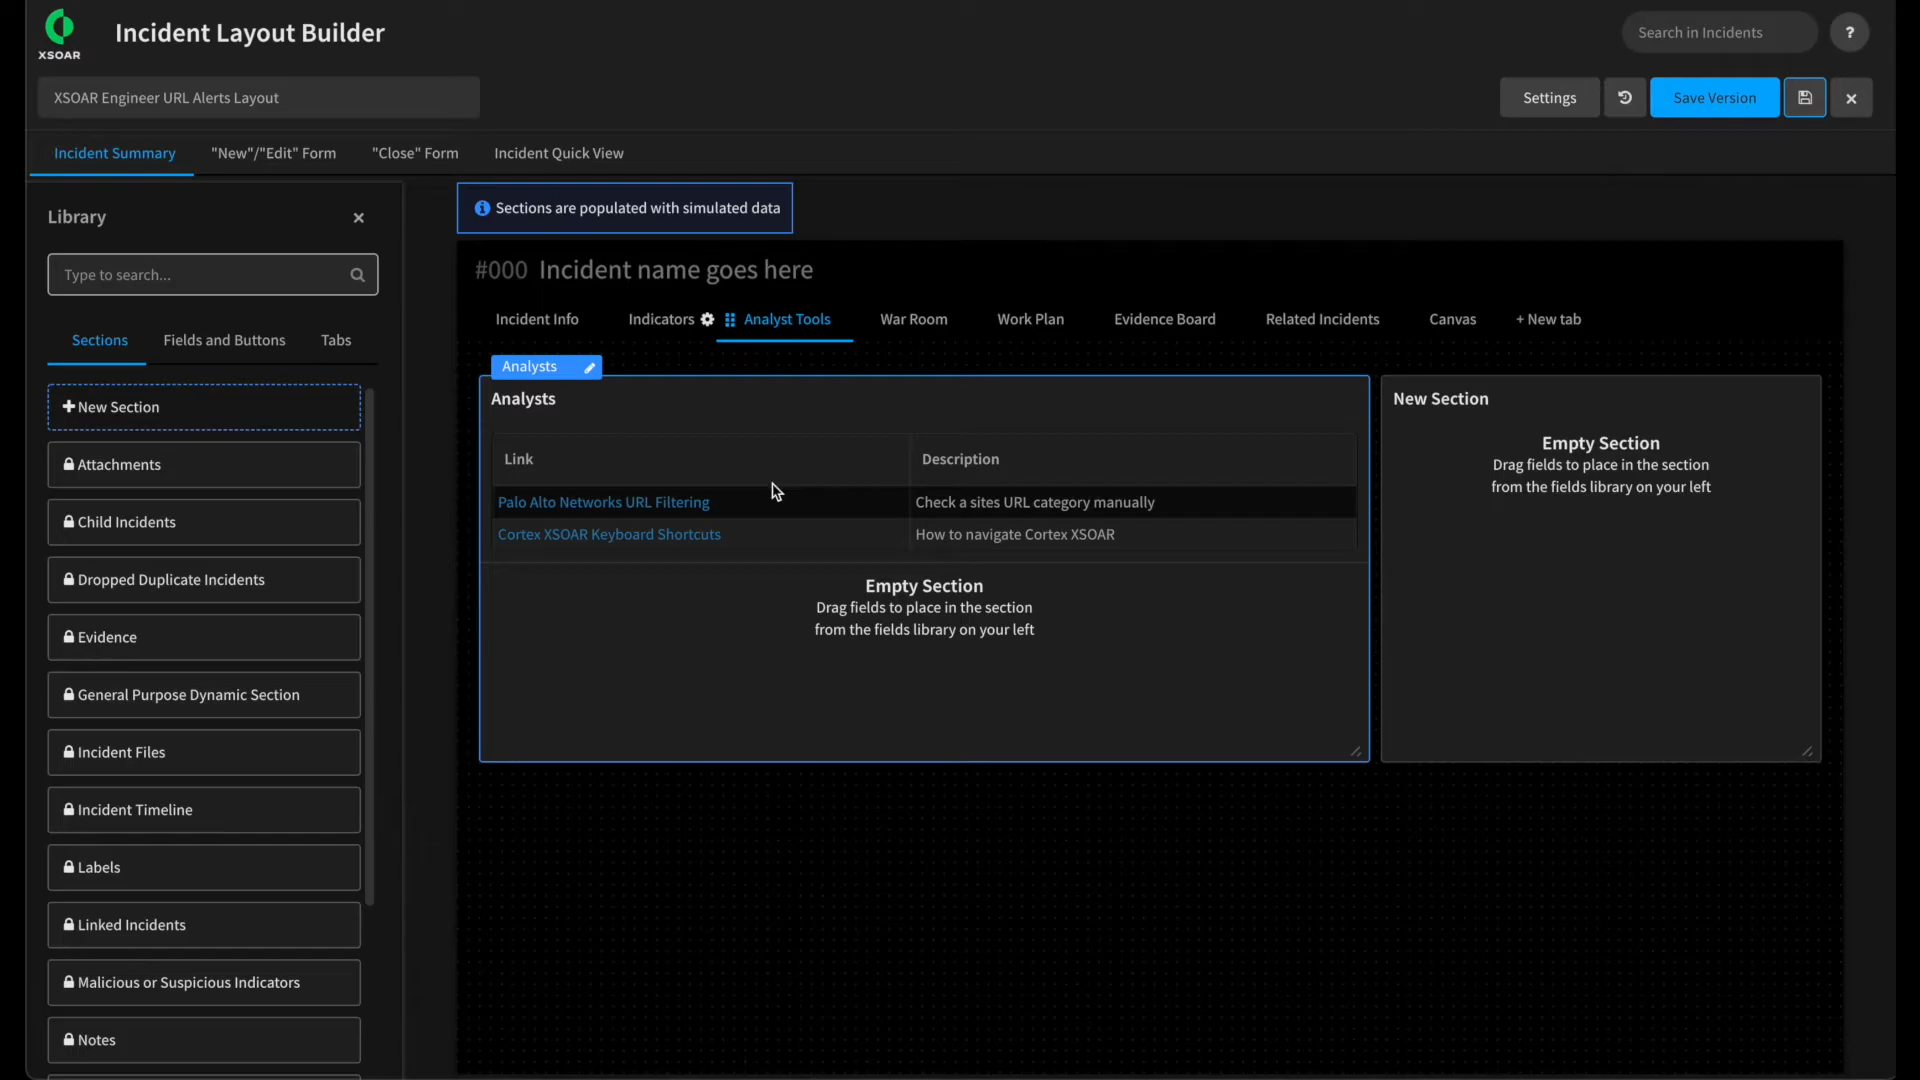 XSOAR
Incident Layout Builder
Search in Incidents
?
XSOAR Engineer URL Alerts Layout
Settings
Save Version
Incident Summary
"New"/"Edit" Form
"Close" Form
Incident Quick View
Library
Type to search...
Sections
Fields and Buttons
Tabs
New Section
Attachments
Child Incidents
Dropped Duplicate Incidents
Evidence
General Purpose Dynamic Section
Incident Files
Incident Timeline
Labels
Linked Incidents
Malicious or Suspicious Indicators
Notes
Sections are populated with simulated data
#000 Incident name goes here
Incident Info
Indicators
Analyst Tools
War Room
Work Plan
Evidence Board
Related Incidents
Canvas
+ New tab
Analysts
Analysts
Link
Description
Palo Alto Networks URL Filtering
Check a sites URL category manually
Cortex XSOAR Keyboard Shortcuts
How to navigate Cortex XSOAR
Empty Section
Drag fields to place in the section
from the fields library on your left
New Section
Empty Section
Drag fields to place in the section
from the fields library on your left